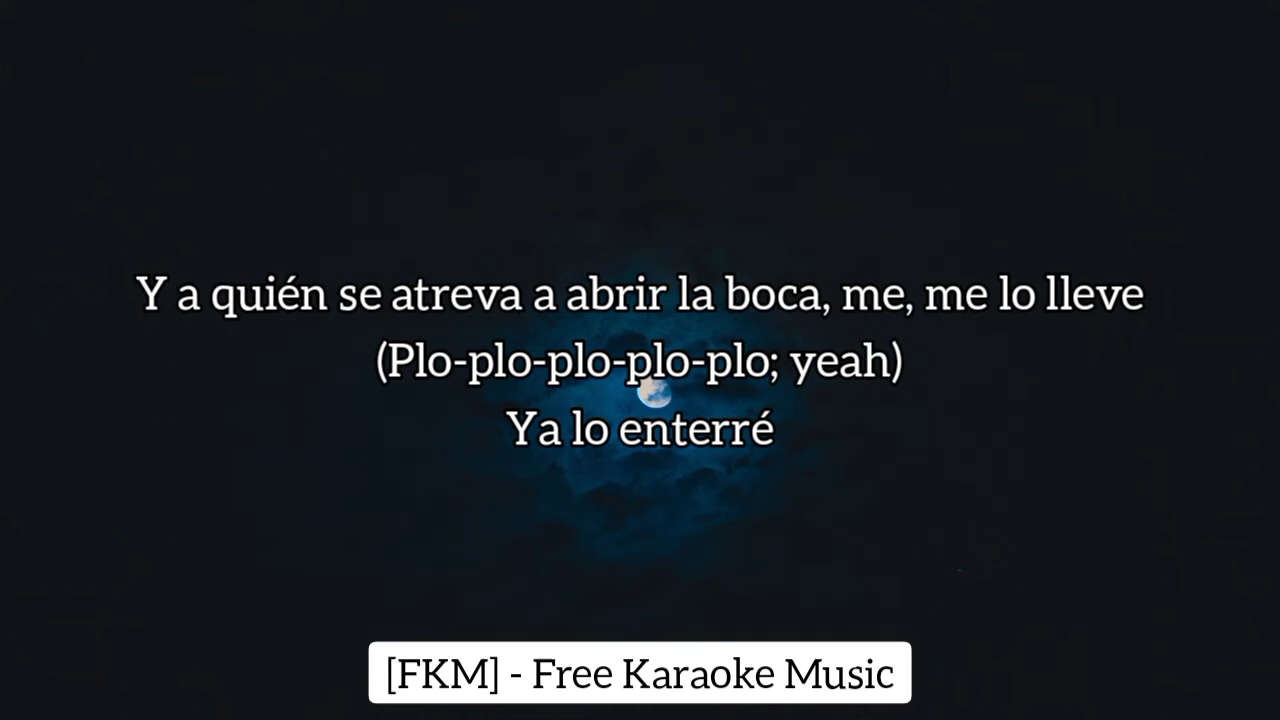 Y a quién se atreva a abrir la boca, me, me lo lleve
(Plo-plo-plo-plo-plo; yeah)
Ya lo enterré
[FKM] - Free Karaoke Music